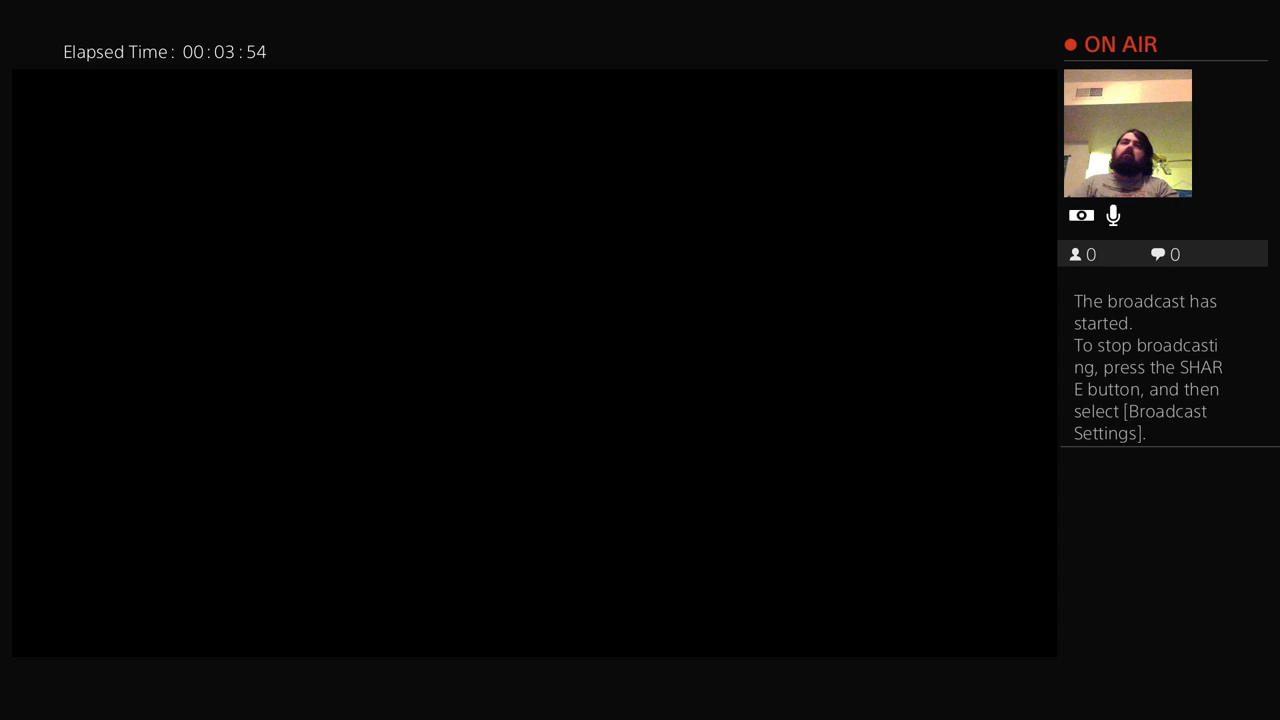 Elapsed Time : 00 : 03 : 54
ON AIR
0 0
The broadcast has
started.
To stop broadcasti
ng, press the SHAR
E button, and then
select [Broadcast
Settings].